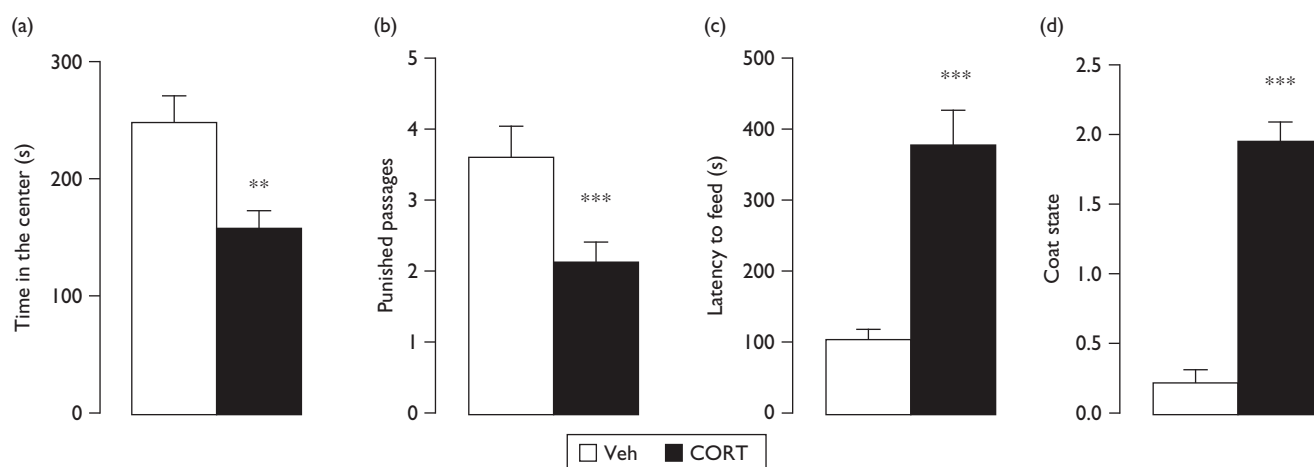 (a)
Time in the center (s)
300
200
100
0
**
(b)
Punished passages
5
4
3
2
1
0
***
(c)
Latency to feed (s)
500
400
300
200
100
0
***
(d)
Coat state
2.5
2.0
1.5
1.0
0.5
0.0
***
Veh CORT